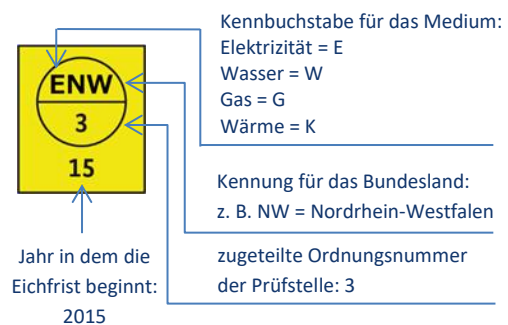 Kennbuchstabe für das Medium:
Elektrizität = E
Wasser = W
Gas = G
Wärme = K
ENW
3
15
Kennung für das Bundesland:
z. B. NW = Nordrhein-Westfalen
zugeteilte Ordnungsnummer
der Prüfstelle: 3
Jahr in dem die
Eichfrist beginnt:
2015